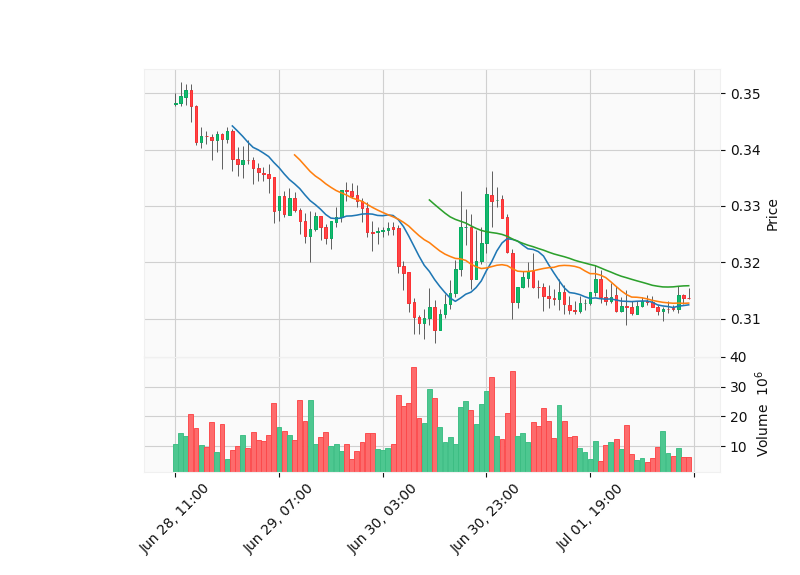 0.35
0.34
0.33
0.32
0.31
Price
40
30
20
10
Volume 10^6
Jun 28, 11:00
Jun 29, 07:00
Jun 30, 03:00
Jun 30, 23:00
Jul 01, 19:00